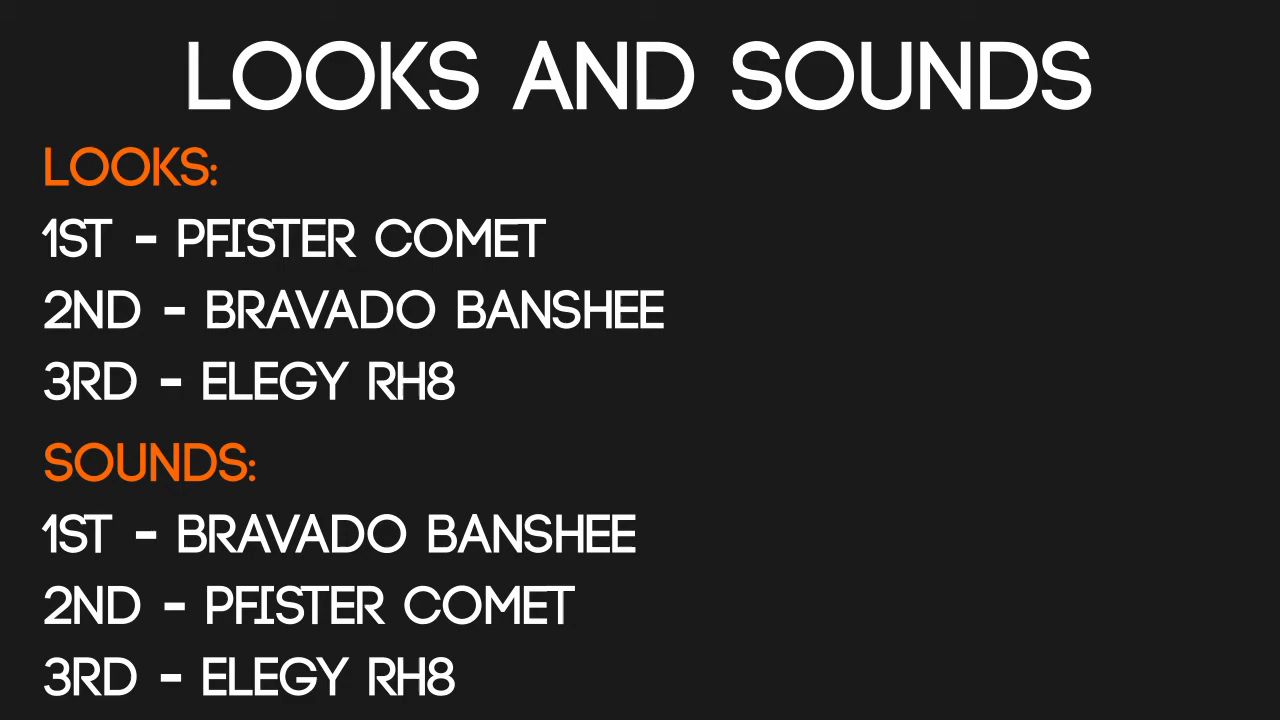 LOOKS AND SOUNDS
LOOKS:
1ST - PFISTER COMET
2ND - BRAVADO BANSHEE
3RD - ELEGY RH8
SOUNDS:
1ST - BRAVADO BANSHEE
2ND - PFISTER COMET
3RD - ELEGY RH8